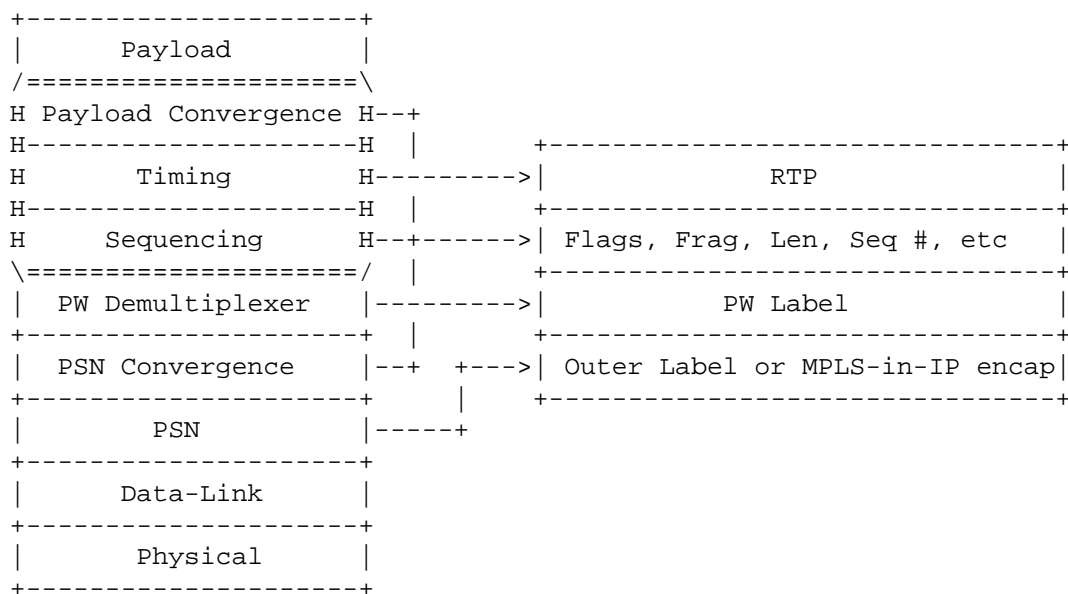 Payload
Payload Convergence
Timing RTP
Sequencing Flags, Frag, Len, Seq #, etc
PW Demultiplexer PW Label
PSN Convergence Outer Label or MPLS-in-IP encap
PSN
Data-Link
Physical